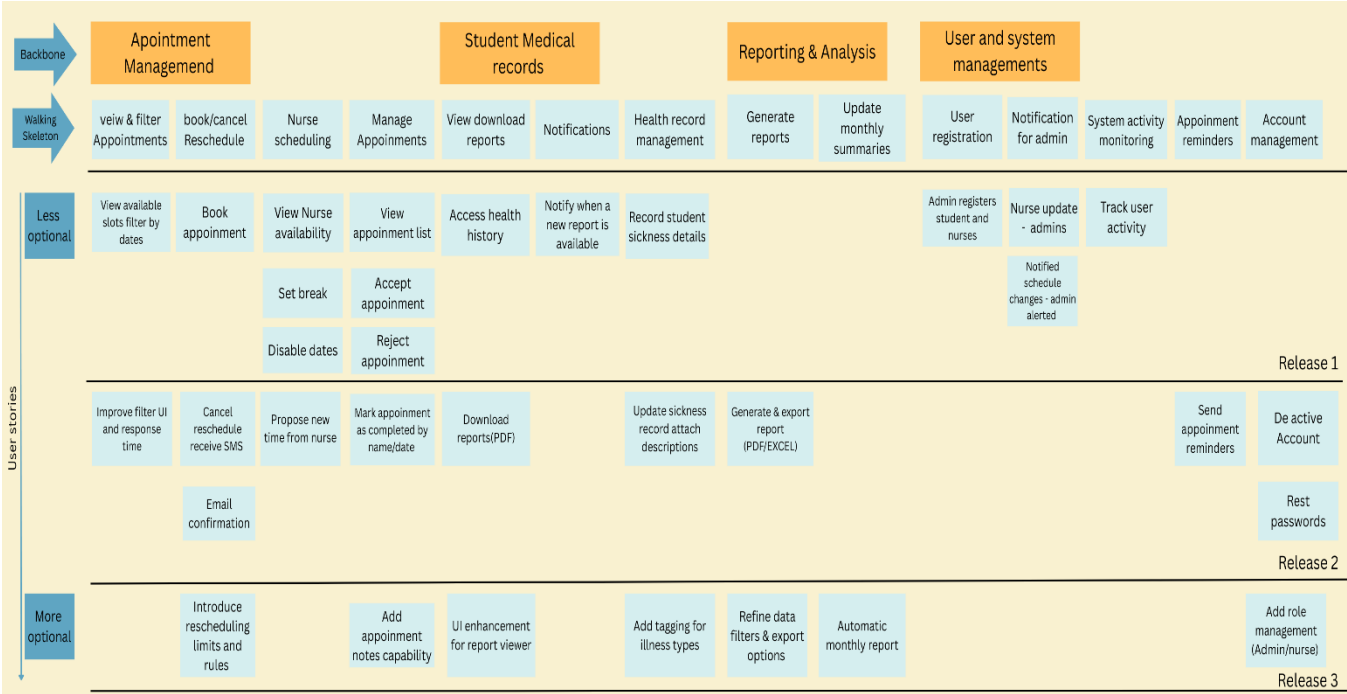 Backbone
Apointment
Managemend
Student Medical
records
Reporting & Analysis
User and system
managements
Walking
Skeleton
veiw & filter
Appointments
book/cancel
Reschedule
Nurse
scheduling
Manage
Appoinments
View download
reports
Notifications
Health record
management
Generate
reports
Update
monthly
summaries
User
registration
Notification
for admin
System activity
monitoring
Appoinment
reminders
Account
management
User stories
Less
optional
View available
slots filter by
dates
Book
appoinment
View Nurse
availability
View
appoinment list
Access health
history
Notify when a
new report is
available
Record student
sickness details
Admin registers
student and
nurses
Nurse update
- admins
Track user
activity
Set break
Accept
appoinment
Notified
schedule
changes - admin
alerted
Disable dates
Reject
appoinment
Release 1
Improve filter UI
and response
time
Cancel
reschedule
receive SMS
Propose new
time from nurse
Mark appoinment
as completed by
name/date
Download
reports(PDF)
Update sickness
record attach
descriptions
Generate & export
report
(PDF/EXCEL)
Send
appoinment
reminders
De active
Account
Email
confirmation
Rest
passwords
Release 2
More
optional
Introduce
rescheduling
limits and
rules
Add
appoinment
notes capability
UI enhancement
for report viewer
Add tagging for
illness types
Refine data
filters & export
options
Automatic
monthly report
Add role
management
(Admin/nurse)
Release 3